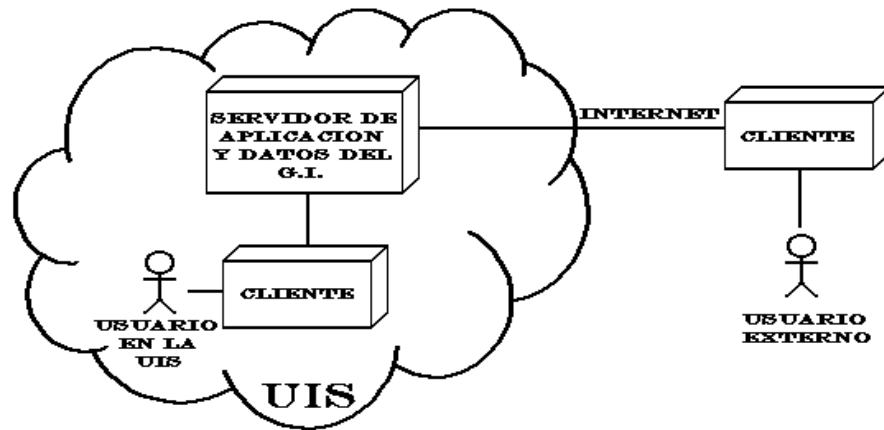 SERVIDOR DE
APLICACION
Y DATOS DEL
G.I.
INTERNET
CLIENTE
CLIENTE
USUARIO
EN LA
UIS
USUARIO
EXTERNO
UIS